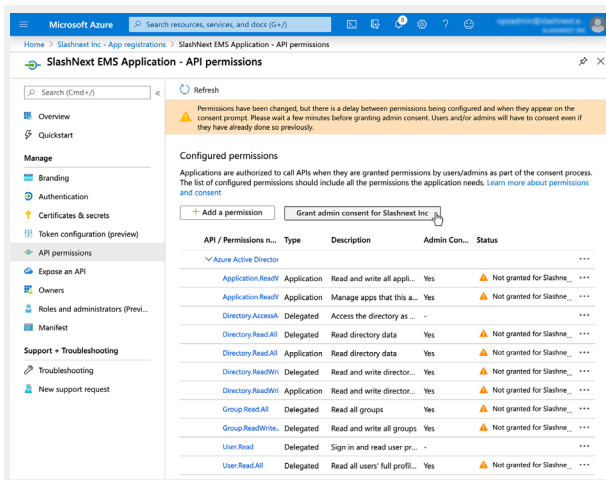 Microsoft Azure
Search resources, services, and docs (G+/)
8
?
Home > Slashnext Inc - App registrations > SlashNext EMS Application - API permissions
SlashNext EMS Application - API permissions
Search (Cmd+/)
«
Refresh
Permissions have been changed, but there is a delay between permissions being configured and when they appear on the
consent prompt. Please wait a few minutes before granting admin consent. Users and/or admins will have to consent even if
they have already done so previously.
Overview
Quickstart
Manage
Branding
Authentication
Certificates & secrets
Token configuration (preview)
API permissions
Expose an API
Owners
Roles and administrators (Previ...
Manifest
Support + Troubleshooting
Troubleshooting
New support request
Configured permissions
Applications are authorized to call APIs when they are granted permissions by users/admins as part of the consent process.
The list of configured permissions should include all the permissions the application needs. Learn more about permissions
and consent
+ Add a permission
Grant admin consent for Slashnext Inc
API / Permissions n... Type Description Admin Con... Status
Azure Active Director ...
Application.ReadV Application Read and write all appli... Yes Not granted for Slashne... ...
Application.ReadV Application Manage apps that this a... Yes Not granted for Slashne... ...
Directory.AccessA Delegated Access the directory as ... - ...
Directory.Read.All Delegated Read directory data Yes Not granted for Slashne... ...
Directory.Read.All Application Read directory data Yes Not granted for Slashne... ...
Directory.ReadWri Delegated Read and write director... Yes Not granted for Slashne... ...
Directory.ReadWri Application Read and write director... Yes Not granted for Slashne... ...
Group.Read.All Delegated Read all groups Yes Not granted for Slashne... ...
Group.ReadWrite. Delegated Read and write all groups Yes Not granted for Slashne... ...
User.Read Delegated Sign in and read user pr... - ...
User.Read.All Delegated Read all users' full profil... Yes Not granted for Slashne... ...